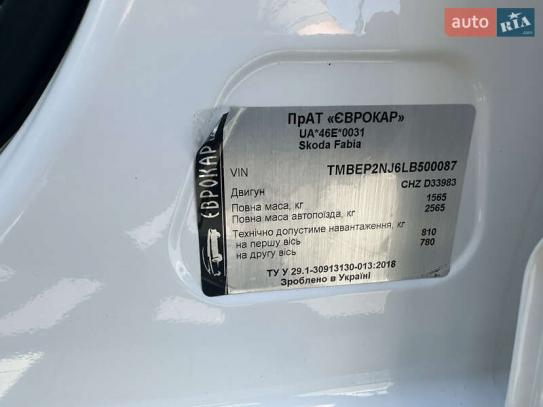 auto RIA
ПрАТ «ЄВРОКАР»
UA*46E*0031
Skoda Fabia
VIN TMBEP2NJ6LB500087
Двигун CHZ D33983
Повна маса, кг 1565
Повна маса автопоїзда, кг 2565
Технічно допустиме навантаження, кг
на першу вісь 810
на другу вісь 780
ТУ У 29.1-30913130-013:2018
Зроблено в Україні
ЄВРОКАР